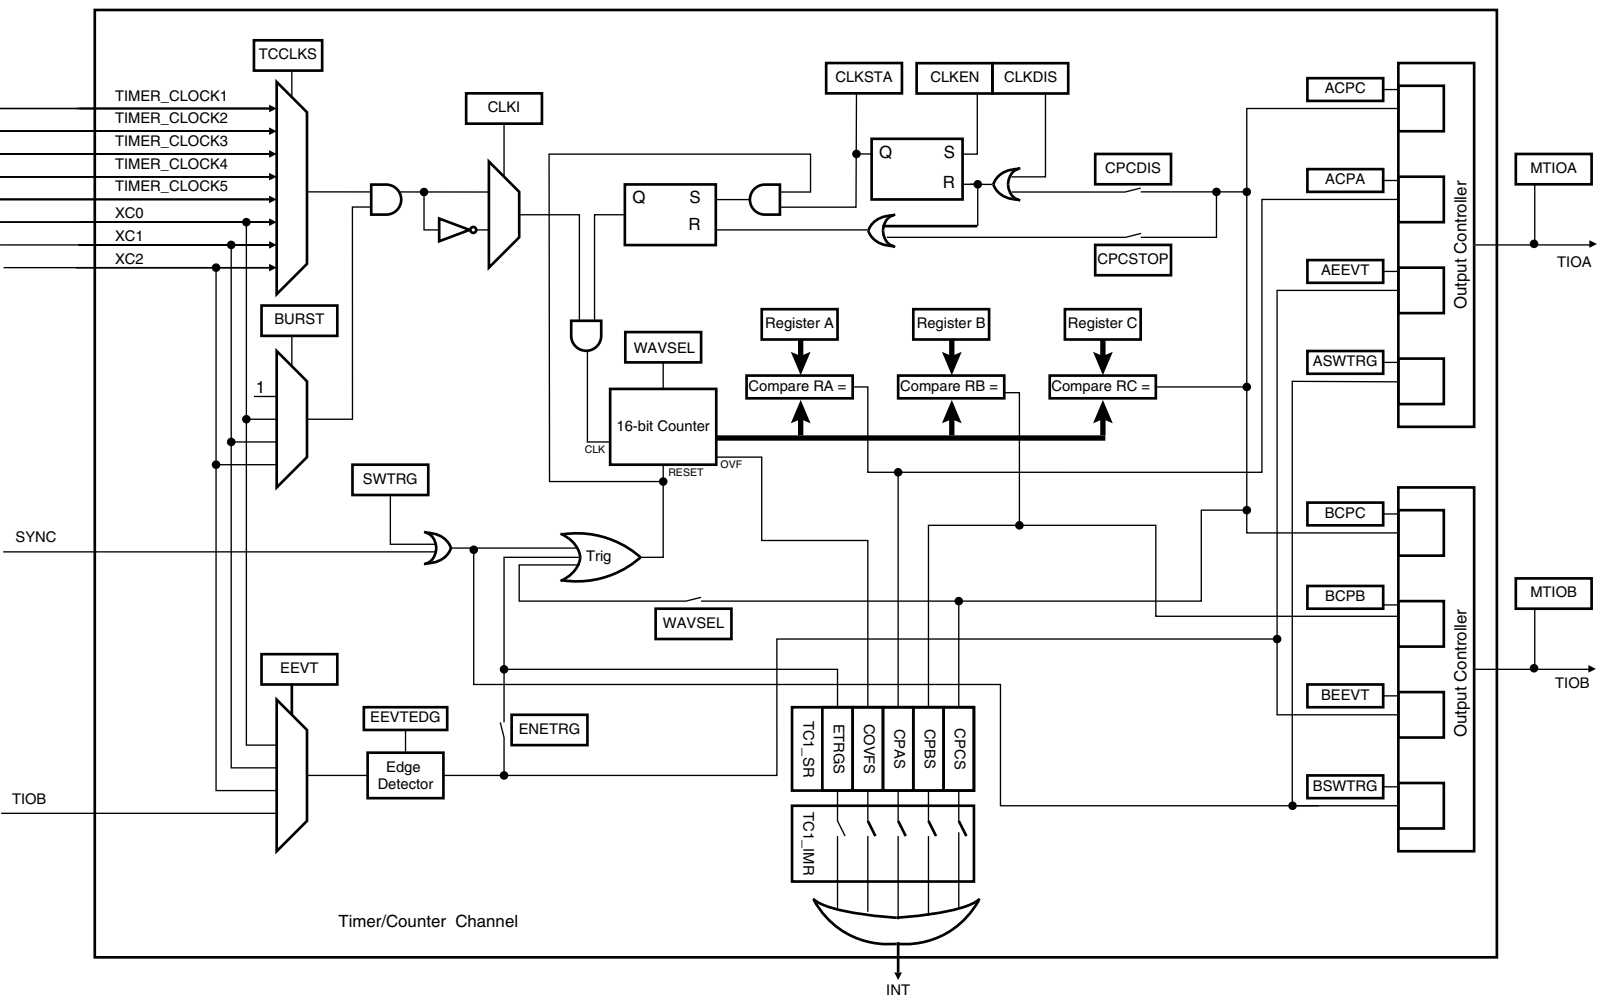 TCCLKS
TIMER_CLOCK1
TIMER_CLOCK2
TIMER_CLOCK3
TIMER_CLOCK4
TIMER_CLOCK5
XC0
XC1
XC2
CLKI
CLKSTA
CLKEN
CLKDIS
Q
S
R
Q
S
R
CPCDIS
CPCSTOP
BURST
1
WAVSEL
16-bit Counter
CLK
RESET
OVF
Register A
Register B
Register C
Compare RA =
Compare RB =
Compare RC =
ACPC
ACPA
AEEVT
ASWTRG
Output Controller
MTIOA
TIOA
SWTRG
SYNC
Trig
WAVSEL
BCPC
BCPB
BEEVT
BSWTRG
Output Controller
MTIOB
TIOB
EEVT
EEVTEDG
Edge
Detector
ENETRG
TIOB
TC1_SR
ETRGS
COVFS
CPAS
CPBS
CPCS
TC1_IMR
Timer/Counter Channel
INT